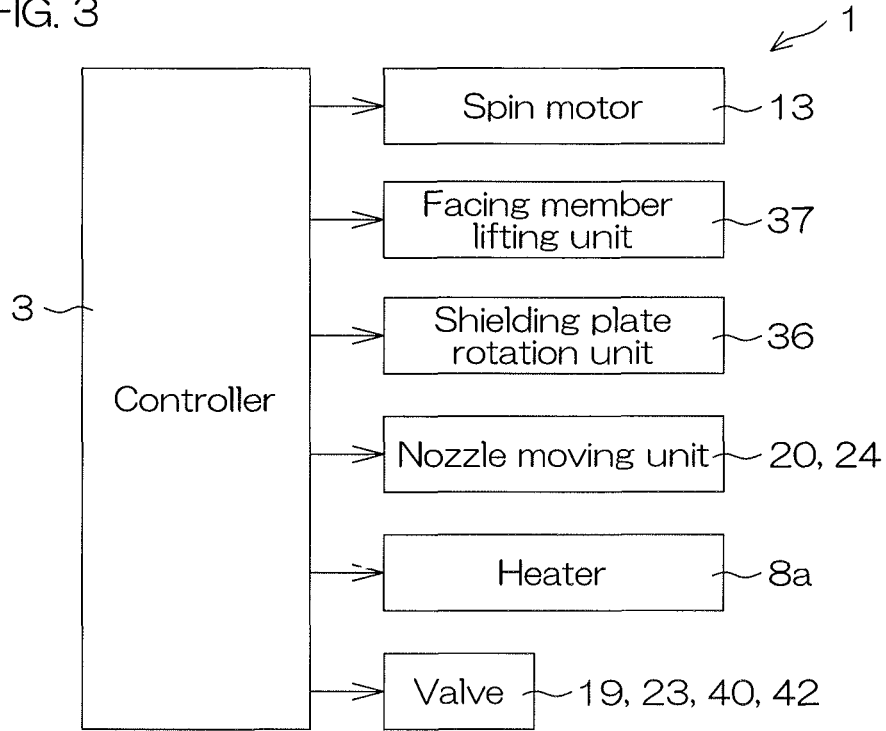 FIG. 3
1
Spin motor
13
Facing member
lifting unit
37
3
Shielding plate
rotation unit
36
Controller
Nozzle moving unit
20, 24
Heater
8a
Valve
19, 23, 40, 42